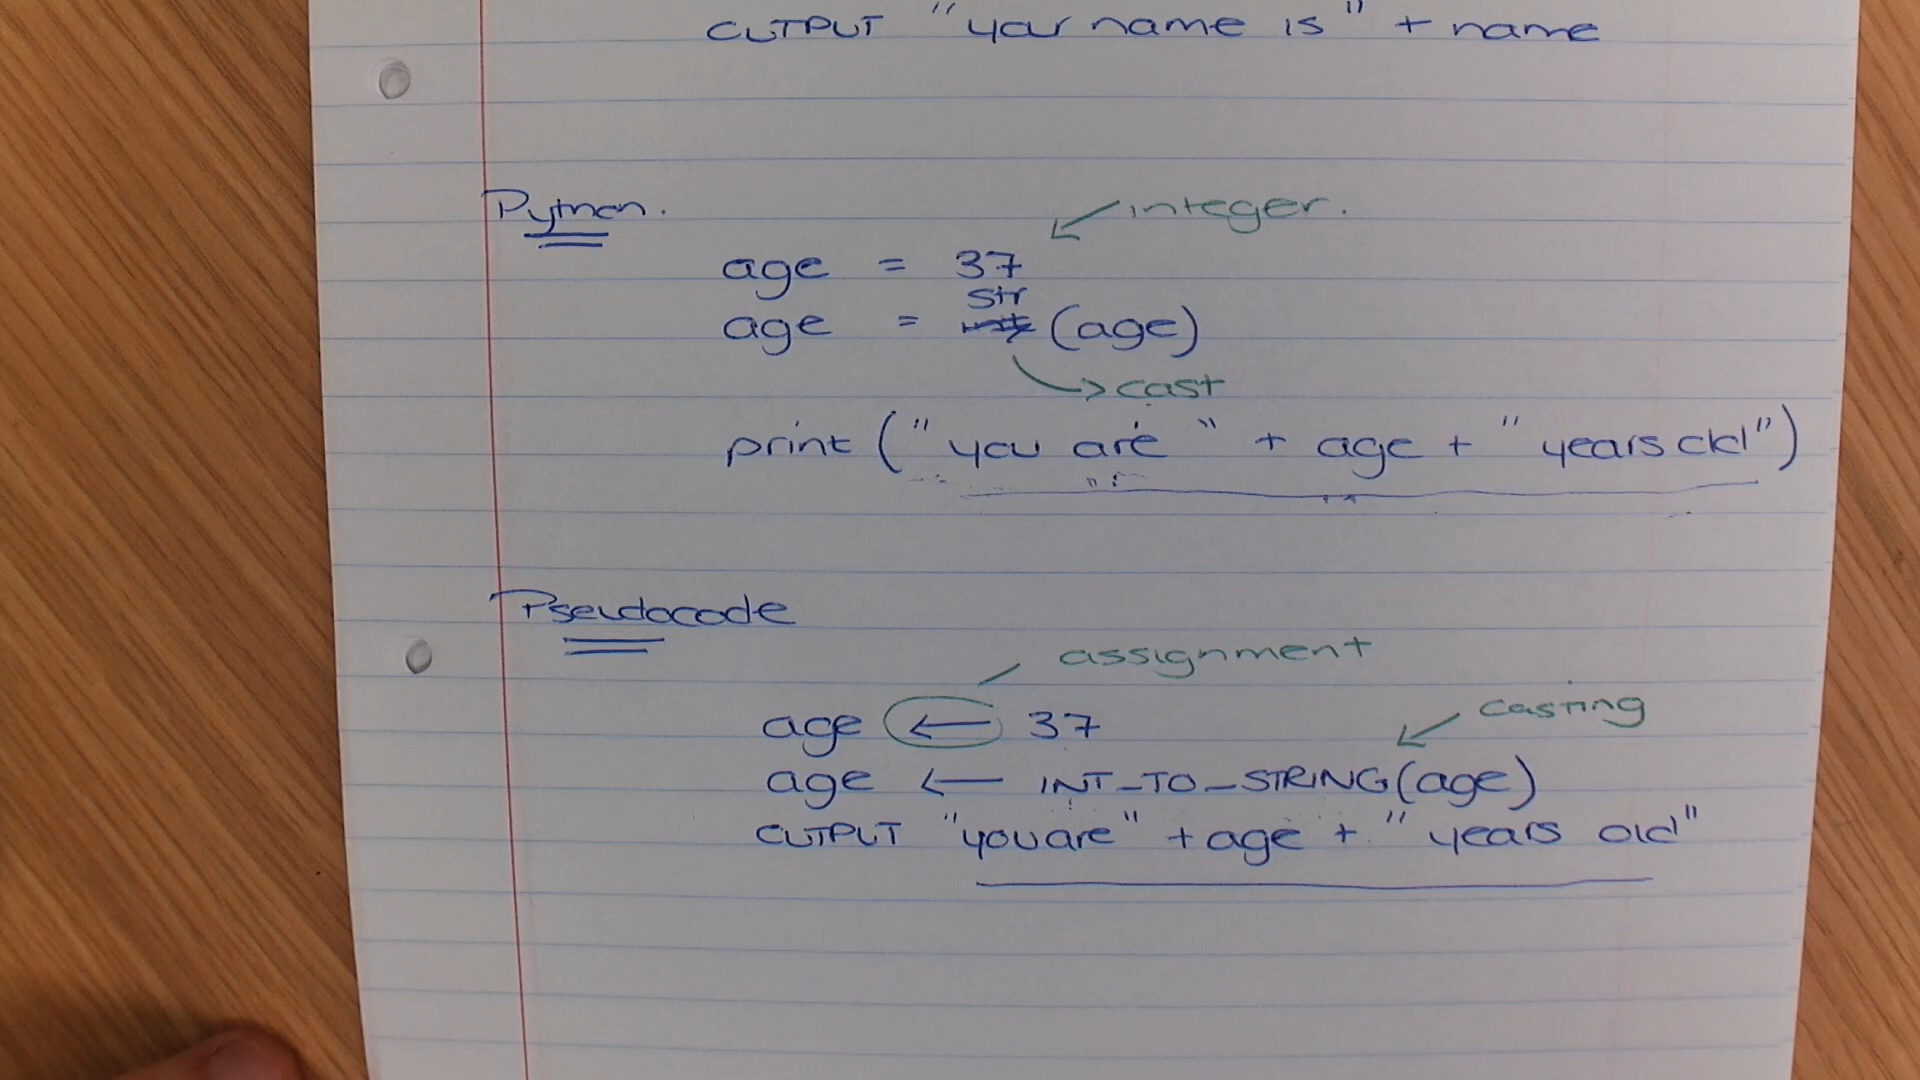 OUTPUT "your name is" + name
Python.
integer.
age = 37
str
age = (age)
cast
print ("you are " + age + " years old")
Pseudocode
assignment
age ← 37
casting
age ← INT_TO_STRING(age)
OUTPUT "you are" + age + " years old"